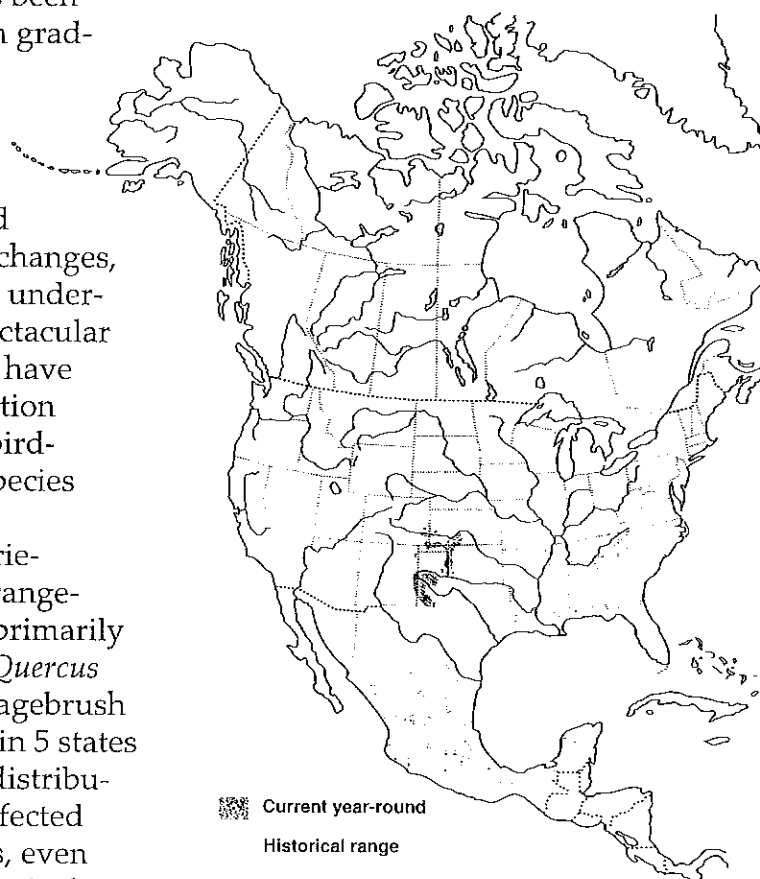 s been
n grad-
d
changes,
under-
ctacular
have
tion
bird-
pecies
rie-
range-
primarily
Quercus
agebrush
in 5 states
distribu-
fected
s, even
Current year-round
Historical range